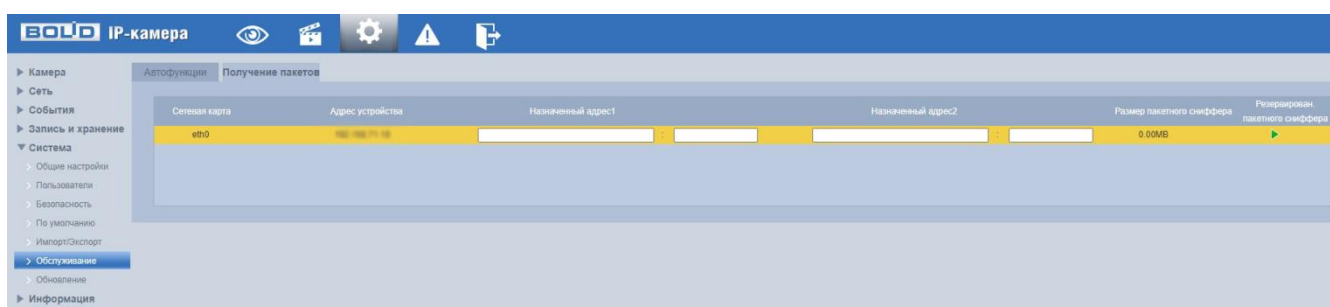 BOLID IP-камера
Камера
Сеть
События
Запись и хранение
Система
Общие настройки
Пользователи
Безопасность
По умолчанию
Импорт/Экспорт
Обслуживание
Обновление
Информация
Автофункции Получение пакетов
Сетевая карта Адрес устройства Назначенный адрес1 Назначенный адрес2 Размер пакетного сниффера Резервирован. пакетного сниффера
eth0 : : 0.00MB